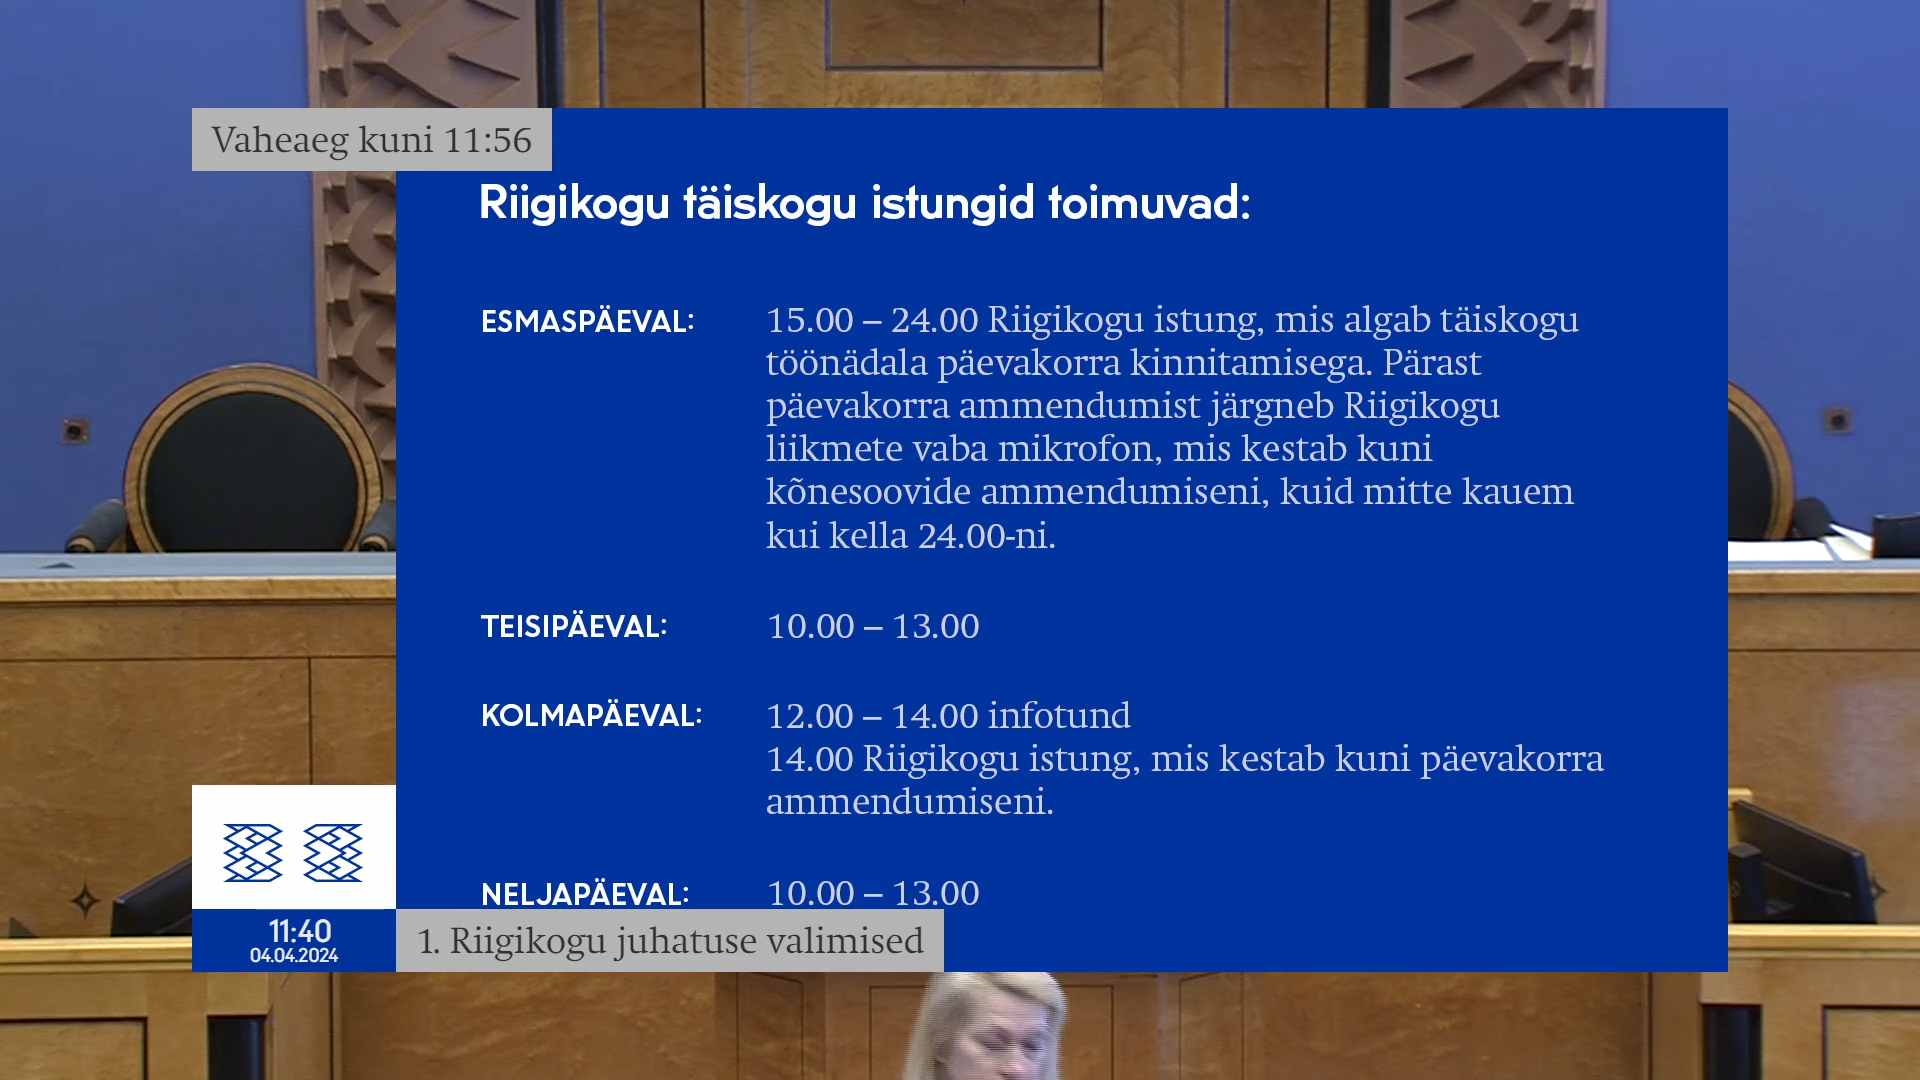 Vaheaeg kuni 11:56
Riigikogu täiskogu istungid toimuvad:
ESMASPÄEVAL: 15.00 – 24.00 Riigikogu istung, mis algab täiskogu
töönädala päevakorra kinnitamisega. Pärast
päevakorra ammendumist järgneb Riigikogu
liikmete vaba mikrofon, mis kestab kuni
kõnesoovide ammendumiseni, kuid mitte kauem
kui kella 24.00-ni.
TEISIPÄEVAL: 10.00 – 13.00
KOLMAPÄEVAL: 12.00 – 14.00 infotund
14.00 Riigikogu istung, mis kestab kuni päevakorra
ammendumiseni.
NELJAPÄEVAL: 10.00 – 13.00
11:40
04.04.2024
1. Riigikogu juhatuse valimised